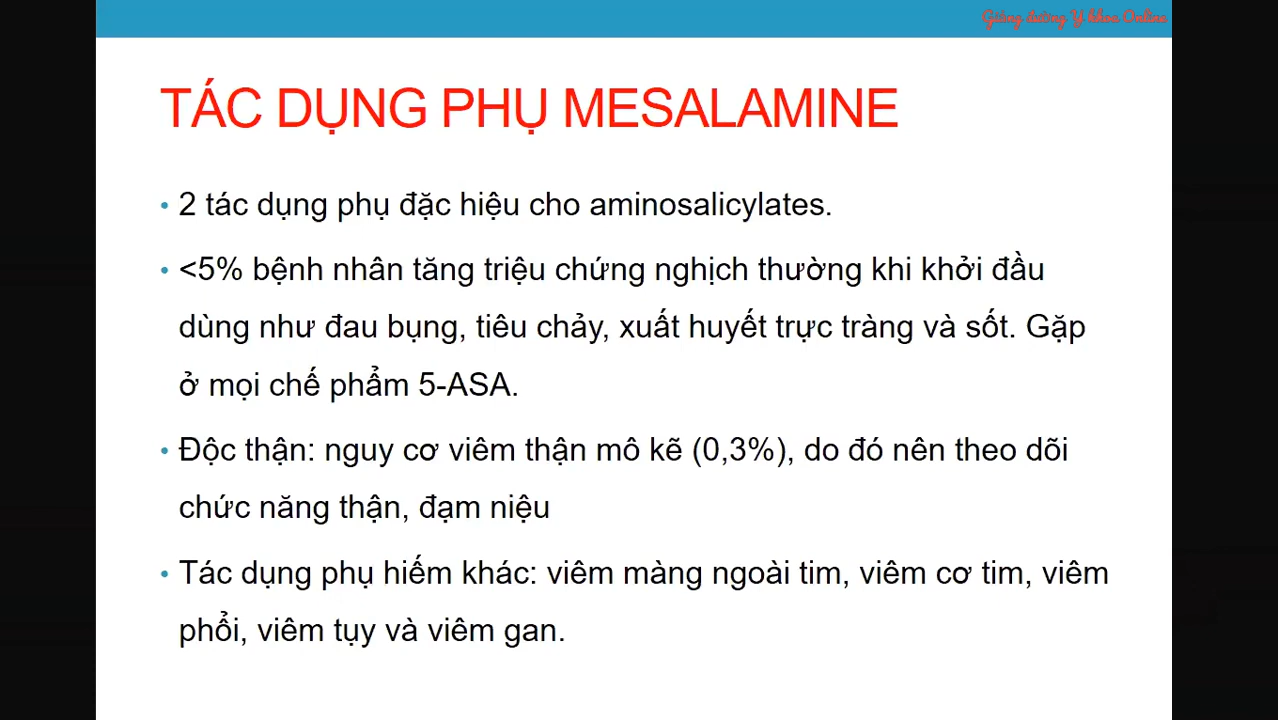 Giảng đường Y khoa Online
TÁC DỤNG PHỤ MESALAMINE
• 2 tác dụng phụ đặc hiệu cho aminosalicylates.
• <5% bệnh nhân tăng triệu chứng nghịch thường khi khởi đầu
dùng như đau bụng, tiêu chảy, xuất huyết trực tràng và sốt. Gặp
ở mọi chế phẩm 5-ASA.
• Độc thận: nguy cơ viêm thận mô kẽ (0,3%), do đó nên theo dõi
chức năng thận, đạm niệu
• Tác dụng phụ hiếm khác: viêm màng ngoài tim, viêm cơ tim, viêm
phổi, viêm tụy và viêm gan.